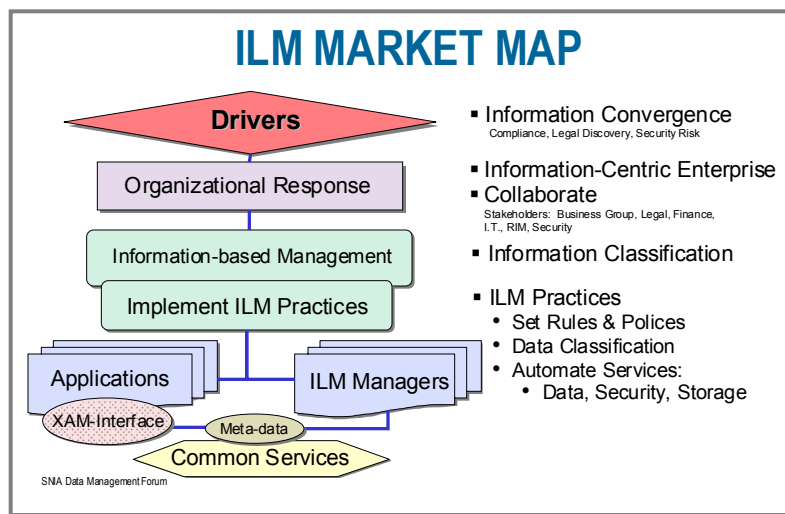 ILM MARKET MAP
Drivers
Organizational Response
Information-based Management
Implement ILM Practices
Applications
ILM Managers
XAM-Interface
Meta-data
Common Services
SNIA Data Management Forum
▪ Information Convergence
Compliance, Legal Discovery, Security Risk
▪ Information-Centric Enterprise
▪ Collaborate
Stakeholders: Business Group, Legal, Finance,
I.T., RIM, Security
▪ Information Classification
▪ ILM Practices
• Set Rules & Polices
• Data Classification
• Automate Services:
• Data, Security, Storage